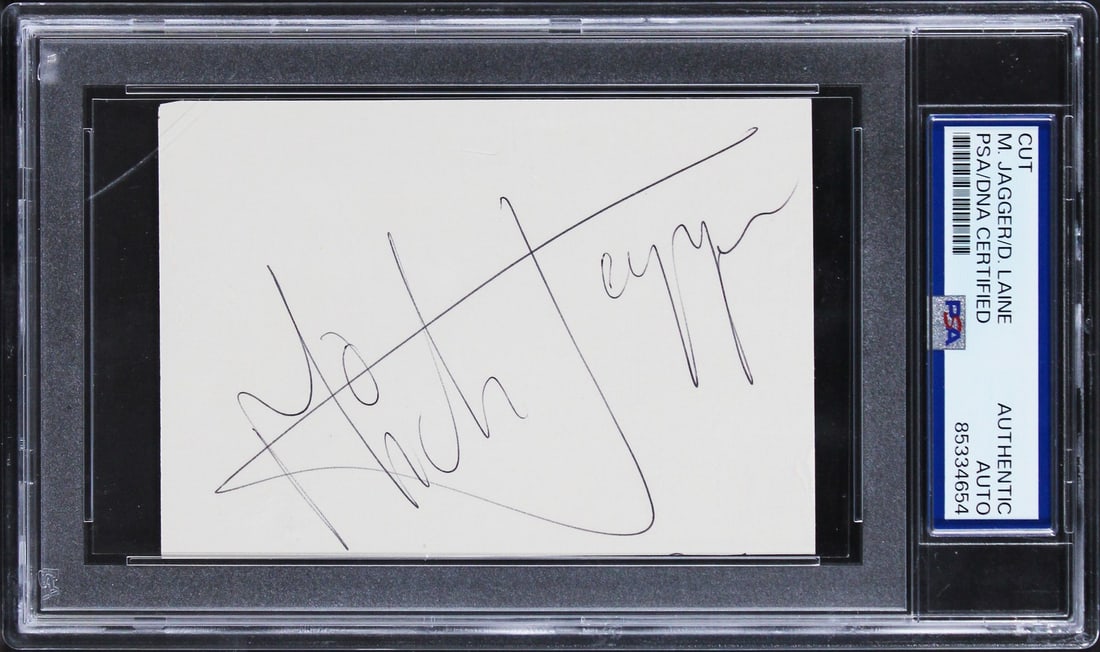 Mick Jagger
CUT
M. JAGGER/D. LAINE
PSA/DNA CERTIFIED
PSA
AUTHENTIC
AUTO
85334654